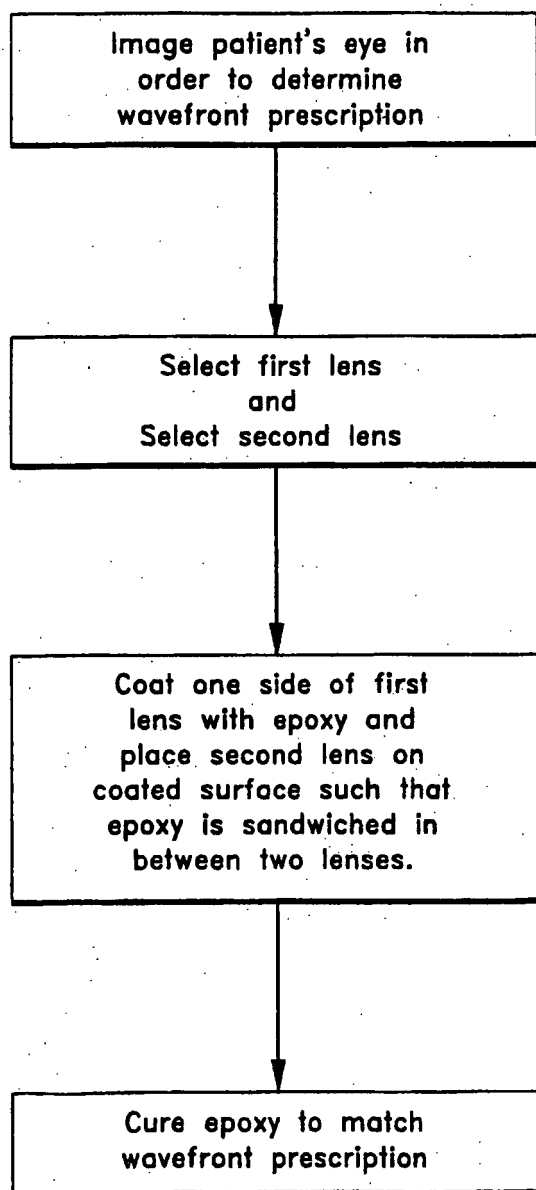 Image patient's eye in
order to determine
wavefront prescription
Select first lens
and
Select second lens
Coat one side of first
lens with epoxy and
place second lens on
coated surface such that
epoxy is sandwiched in
between two lenses.
Cure epoxy to match
wavefront prescription